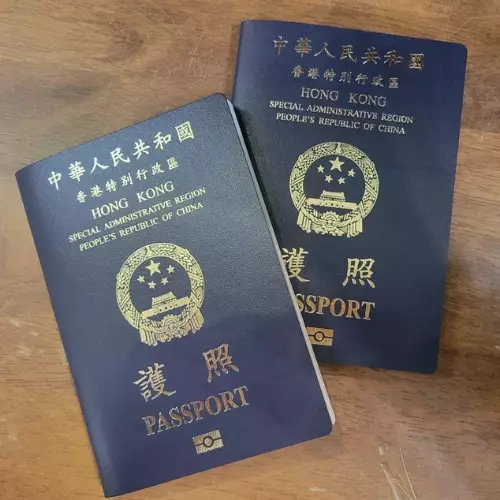 中華人民共和國
香港特別行政區
HONG KONG
SPECIAL ADMINISTRATIVE REGION
PEOPLE'S REPUBLIC OF CHINA
護照
PASSPORT
中華人民共和國
香港特別行政區
HONG KONG
SPECIAL ADMINISTRATIVE REGION
PEOPLE'S REPUBLIC OF CHINA
護照
SSPORT